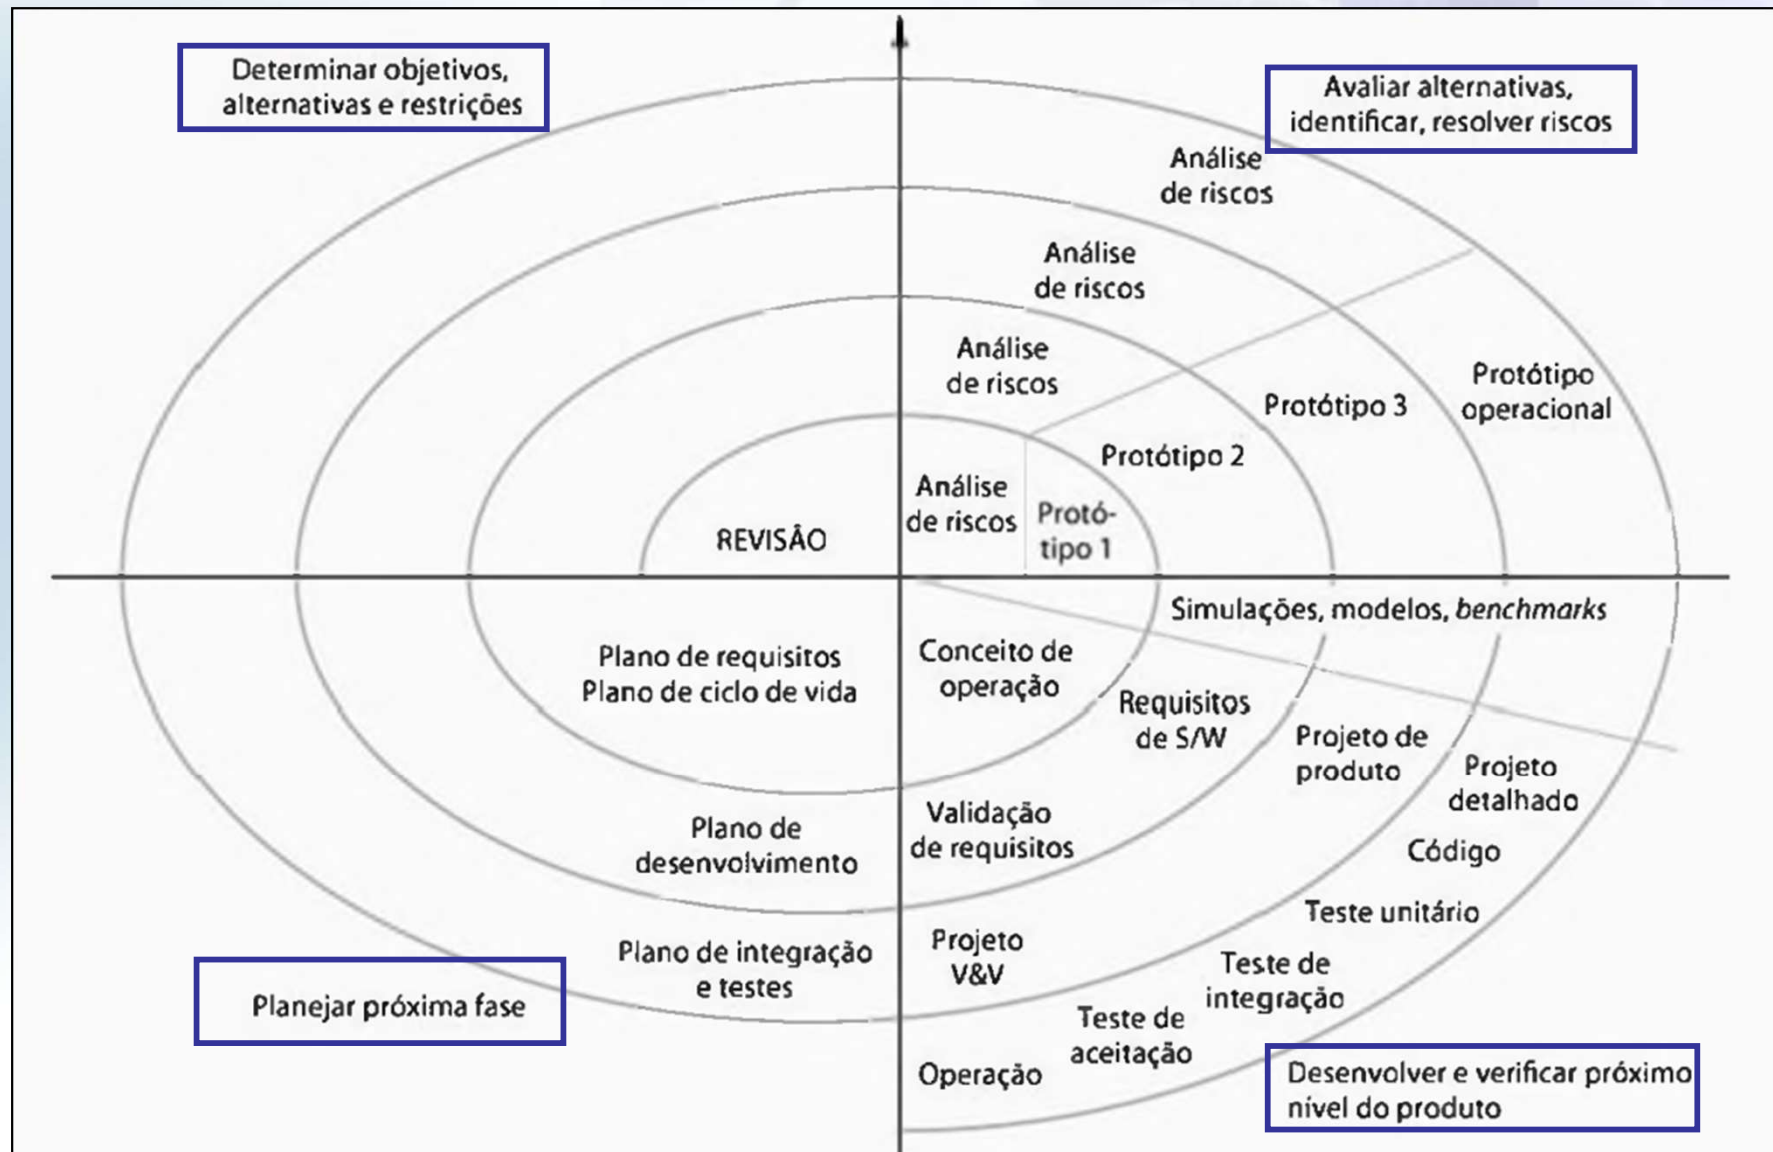 Determinar objetivos,
alternativas e restrições
Avaliar alternativas,
identificar, resolver riscos
Análise
de riscos
Análise
de riscos
Análise
de riscos
Protótipo
operacional
Protótipo 3
Protótipo 2
Análise
de riscos
Protó-
tipo 1
REVISÃO
Simulações, modelos, benchmarks
Plano de requisitos
Plano de ciclo de vida
Conceito de
operação
Requisitos
de S/W
Projeto de
produto
Projeto
detalhado
Plano de
desenvolvimento
Validação
de requisitos
Código
Teste unitário
Plano de integração
e testes
Projeto
V&V
Teste de
integração
Teste de
aceitação
Operação
Planejar próxima fase
Desenvolver e verificar próximo
nível do produto